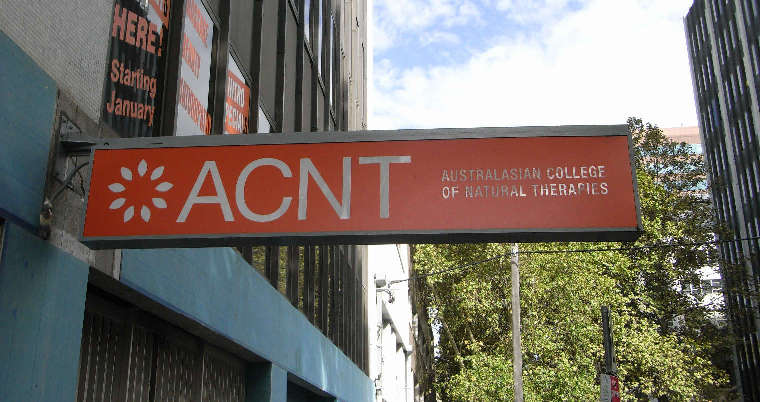 HERE!
Starting
January
ACNT
AUSTRALASIAN COLLEGE
OF NATURAL THERAPIES